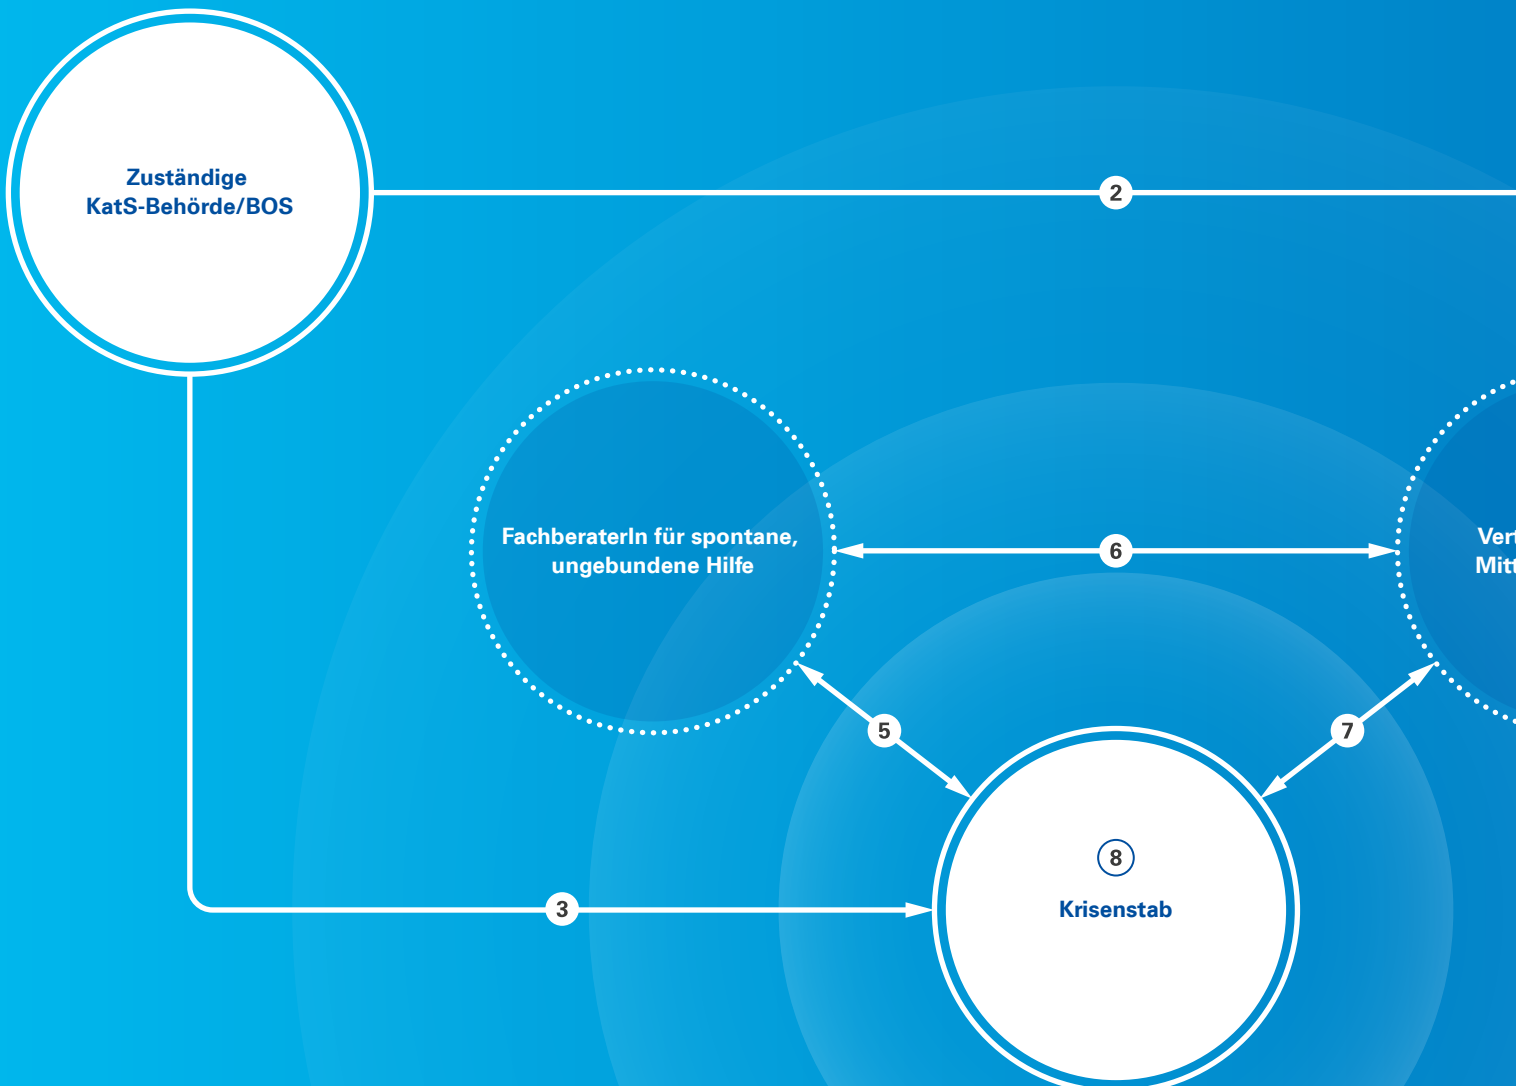 Zuständige
KatS-Behörde/BOS
2
FachberaterIn für spontane,
ungebundene Hilfe
6
5
7
8
Krisenstab
3